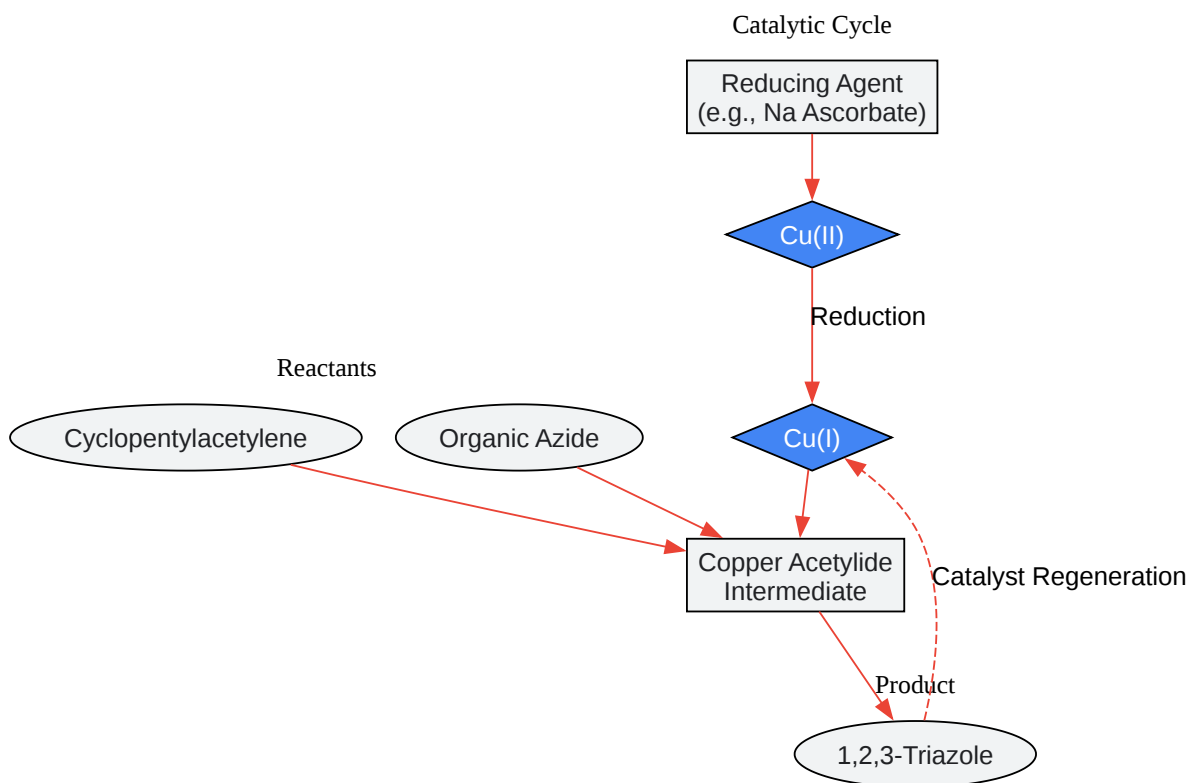 Catalytic Cycle
Reducing Agent
(e.g., Na Ascorbate)
Cu(II)
Reduction
Reactants
Cyclopentylacetylene
Organic Azide
Cu(I)
Copper Acetylide
Intermediate
Catalyst Regeneration
Product
1,2,3-Triazole